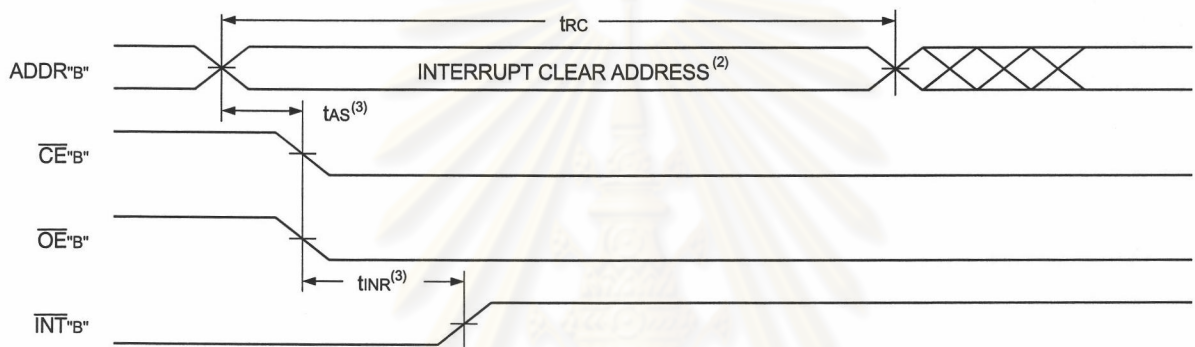 tRC
ADDR"B"
INTERRUPT CLEAR ADDRESS(2)
tAS(3)
CE"B"
OE"B"
tINR(3)
INT"B"